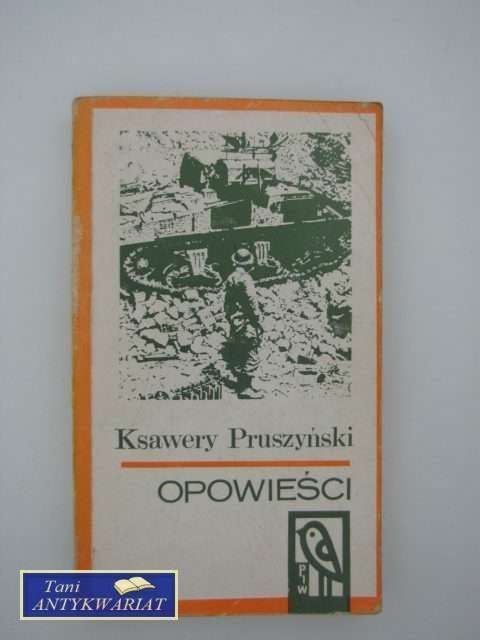 Ksawery Pruszyński
OPOWIEŚCI
PIW
Tani
ANTYKWARIAT